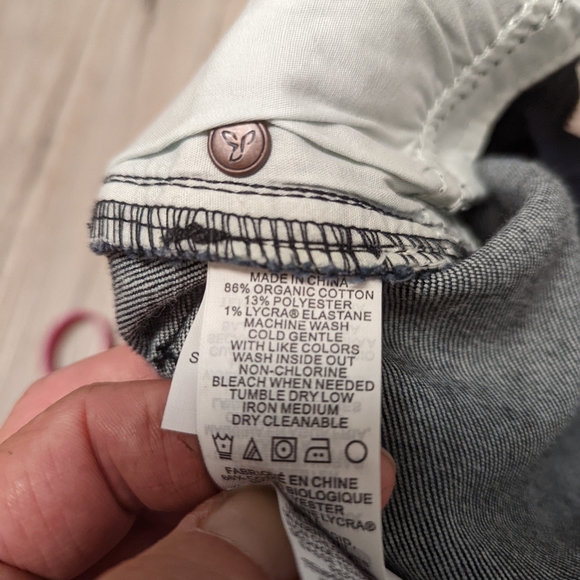 MADE IN CHINA
86% ORGANIC COTTON
13% POLYESTER
1% LYCRA® ELASTANE
MACHINE WASH
COLD GENTLE
WITH LIKE COLORS
WASH INSIDE OUT
NON-CHLORINE
BLEACH WHEN NEEDED
TUMBLE DRY LOW
IRON MEDIUM
DRY CLEANABLE
FABRIQUÉ EN CHINE
BIOLOGIQUE
LYCRA®
S